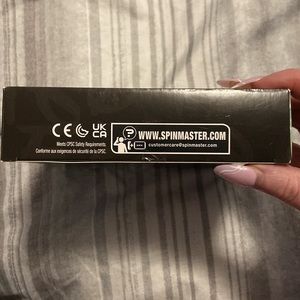 CE UK CA
WWW.SPINMASTER.COM
customercare@spinmaster.com
Meets CPSC Safety Requirements.
Conforme aux exigences de sécurité de la CPSC